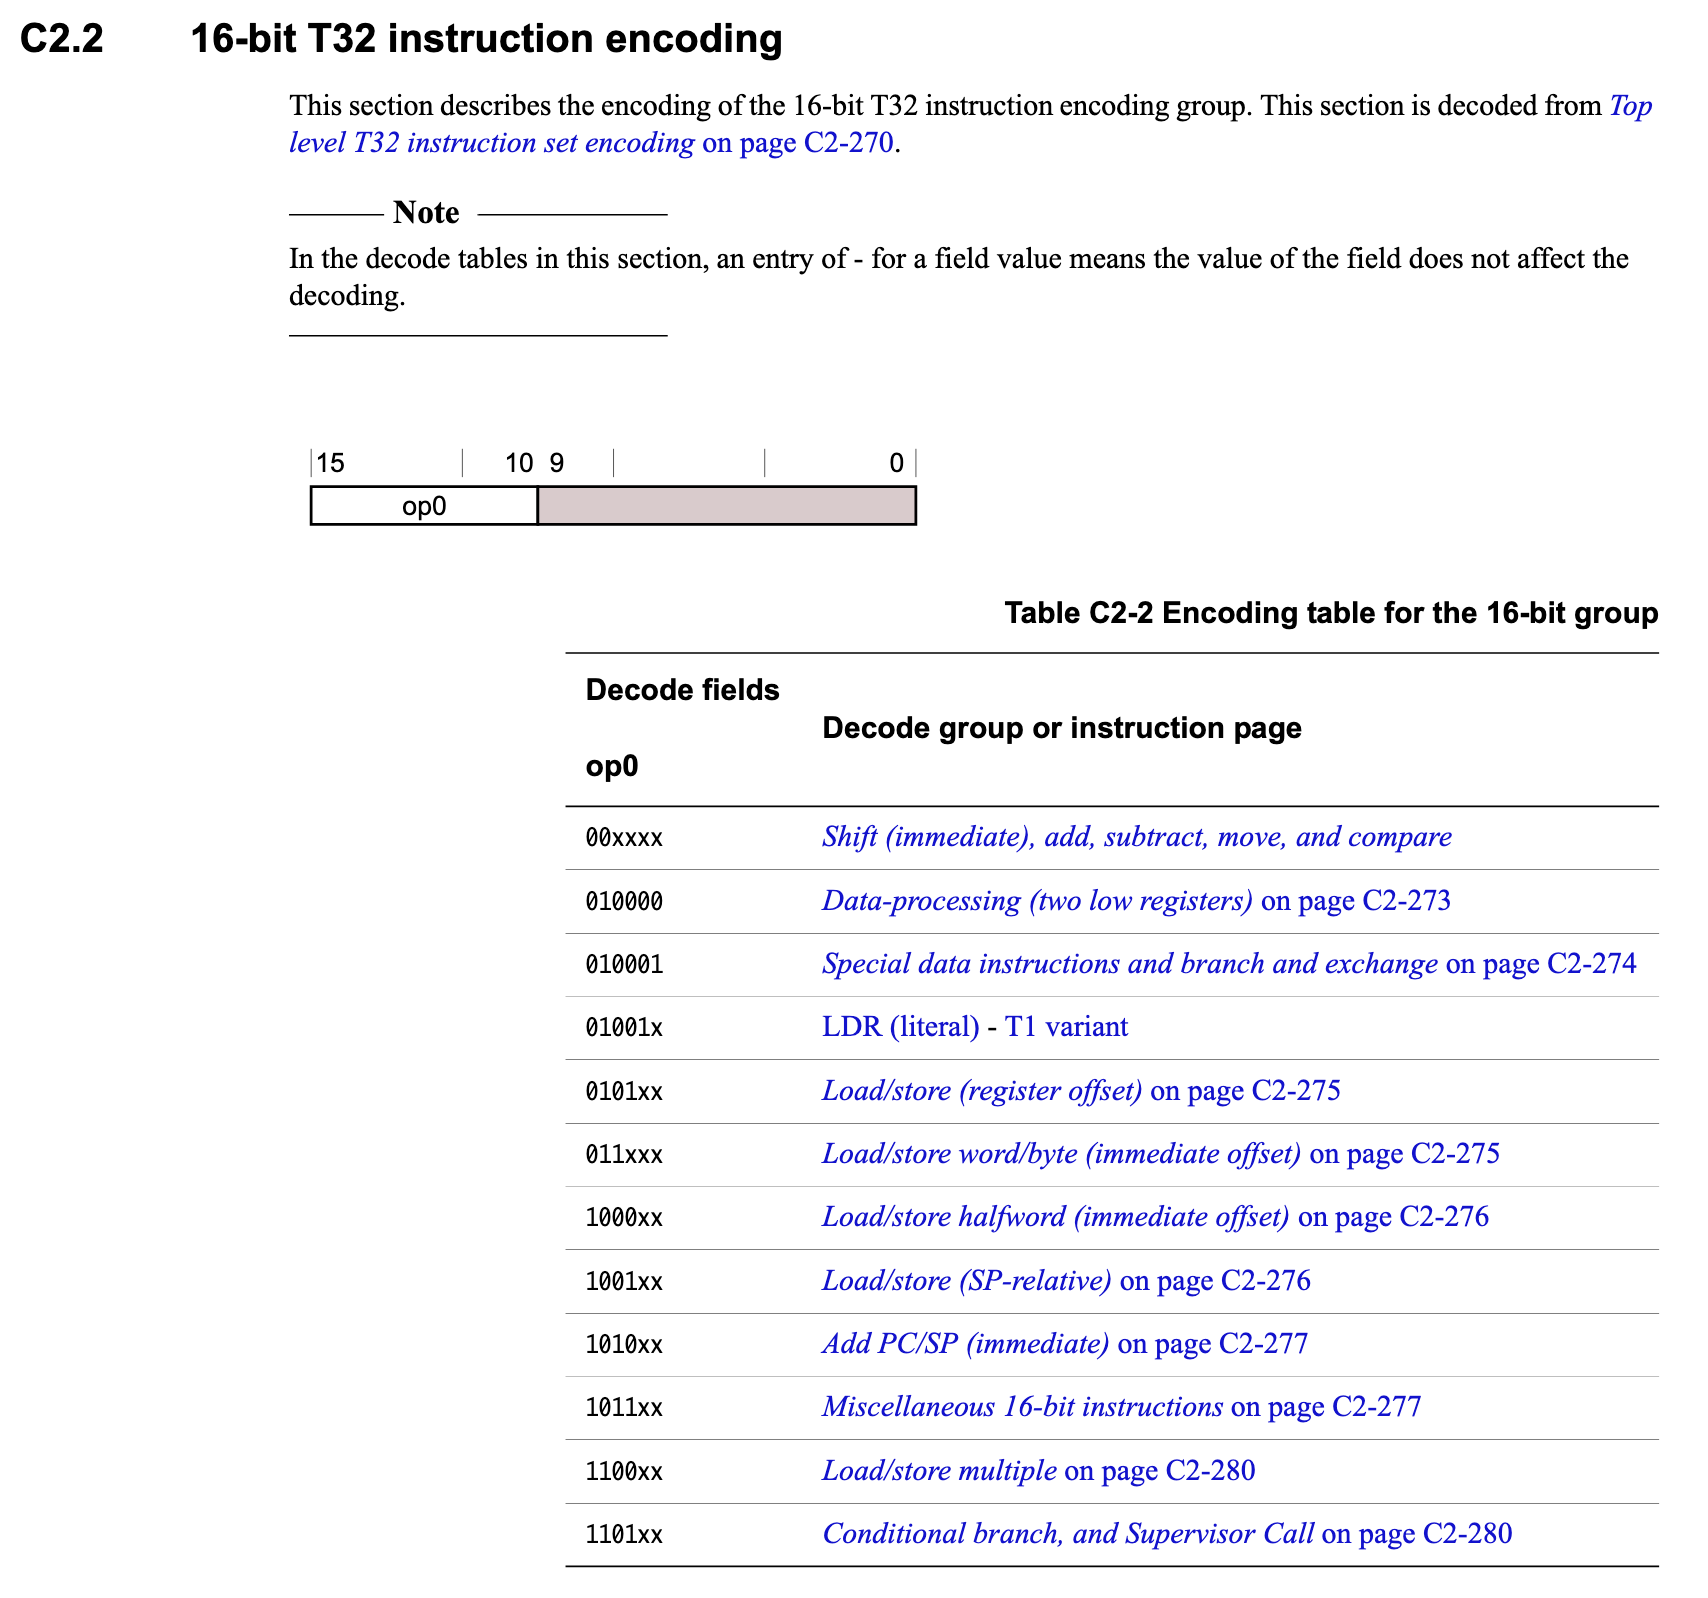 C2.2 16-bit T32 instruction encoding
This section describes the encoding of the 16-bit T32 instruction encoding group. This section is decoded from Top
level T32 instruction set encoding on page C2-270.
Note
In the decode tables in this section, an entry of - for a field value means the value of the field does not affect the
decoding.
15 10 9 0
op0
Table C2-2 Encoding table for the 16-bit group
Decode fields
Decode group or instruction page
op0
00xxxx Shift (immediate), add, subtract, move, and compare
010000 Data-processing (two low registers) on page C2-273
010001 Special data instructions and branch and exchange on page C2-274
01001x LDR (literal) - T1 variant
0101xx Load/store (register offset) on page C2-275
011xxx Load/store word/byte (immediate offset) on page C2-275
1000xx Load/store halfword (immediate offset) on page C2-276
1001xx Load/store (SP-relative) on page C2-276
1010xx Add PC/SP (immediate) on page C2-277
1011xx Miscellaneous 16-bit instructions on page C2-277
1100xx Load/store multiple on page C2-280
1101xx Conditional branch, and Supervisor Call on page C2-280